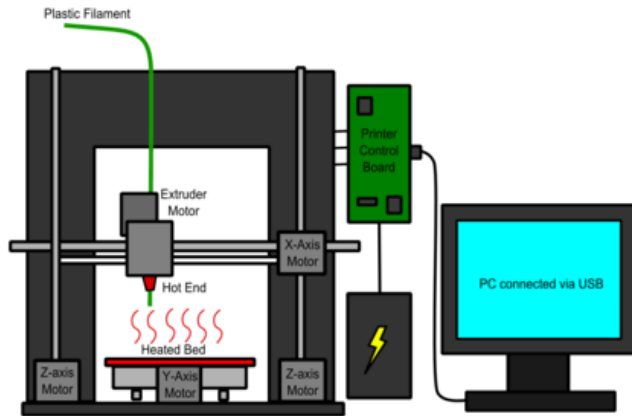 Plastic Filament
Printer
Control
Board
Extruder
Motor
X-Axis
Motor
PC connected via USB
Hot End
Heated Bed
Z-axis
Motor
Y-Axis
Motor
Z-axis
Motor